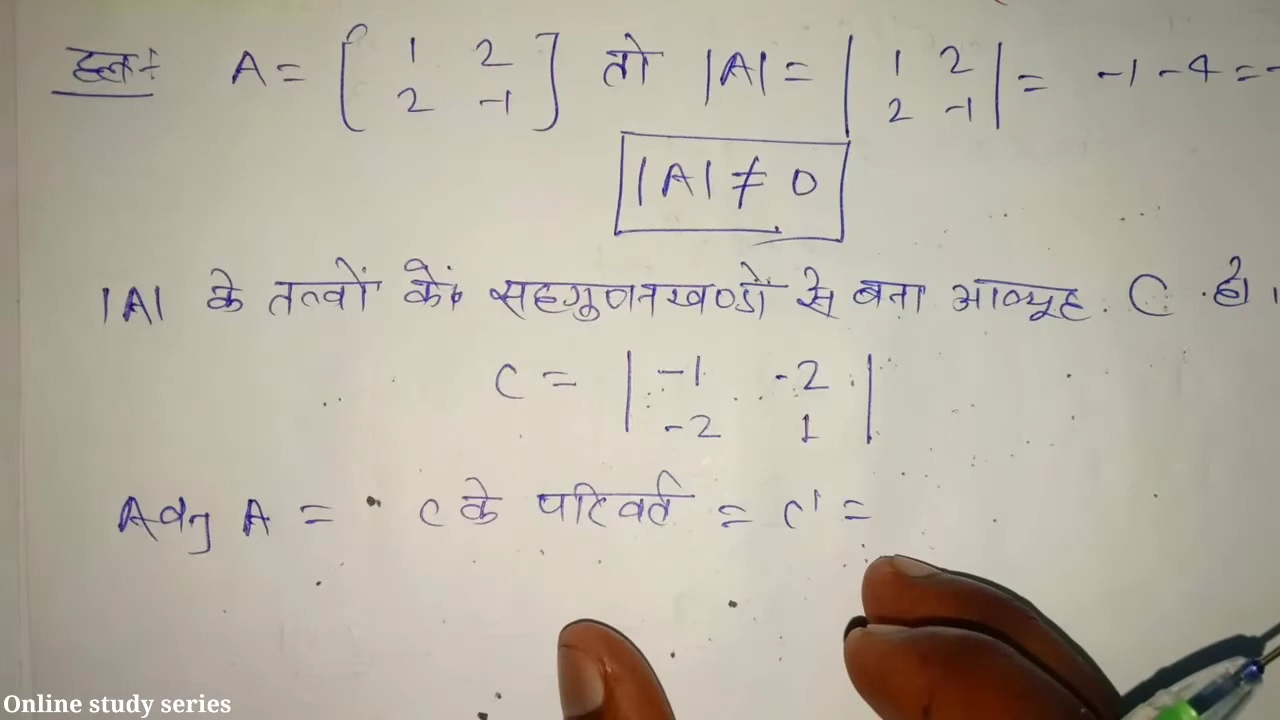 हल:- A = [ 1 2 तो |A| = | 1 2 | = -1 -4 = -
2 -1 ] 2 -1
|A| ≠ 0
|A| के तत्वों के सहगुणनखण्डों से बना आव्यूह C है।
C = | -1 -2 |
-2 1
Adj A = C के परिवर्त = C' =
Online study series